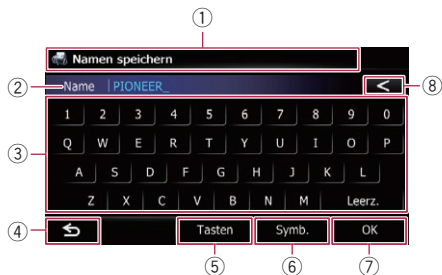 ①
Namen speichern
② Name PIONEER_ < ⑧
1 2 3 4 5 6 7 8 9 0
Q W E R T Y U I O P
③
A S D F G H J K L
Z X C V B N M Leerz.
④ Tasten Symb. OK
⑤ ⑥ ⑦